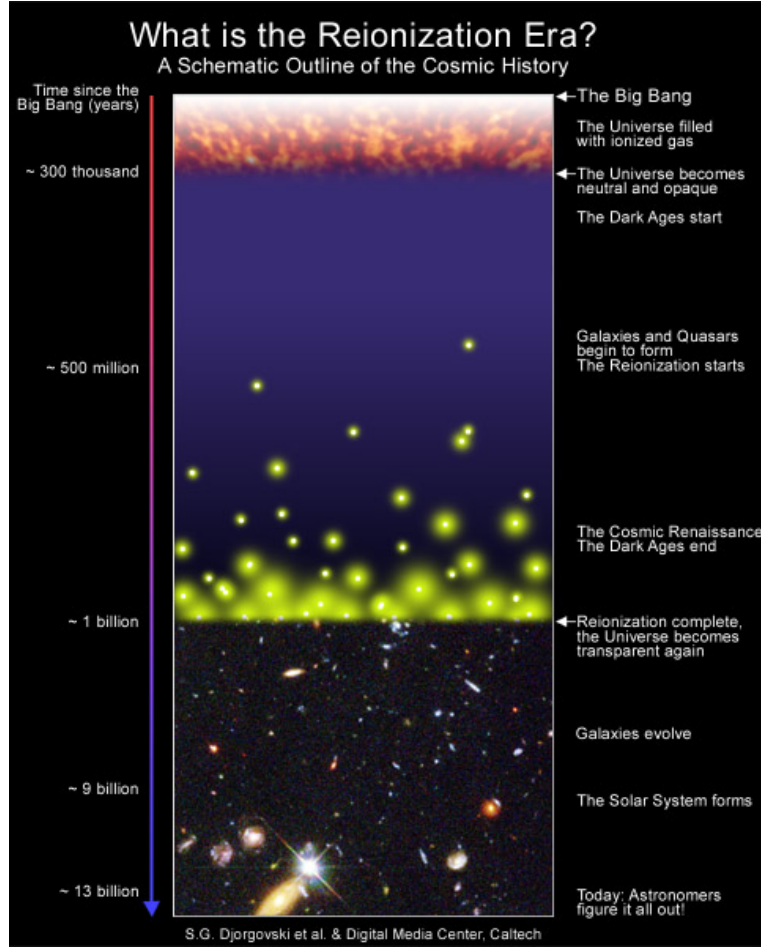 What is the Reionization Era?
A Schematic Outline of the Cosmic History
Time since the
Big Bang (years)
The Big Bang
The Universe filled
with ionized gas
~ 300 thousand
The Universe becomes
neutral and opaque
The Dark Ages start
Galaxies and Quasars
begin to form
The Reionization starts
~ 500 million
The Cosmic Renaissance
The Dark Ages end
~ 1 billion
Reionization complete,
the Universe becomes
transparent again
Galaxies evolve
~ 9 billion
The Solar System forms
~ 13 billion
Today: Astronomers
figure it all out!
S.G. Djorgovski et al. & Digital Media Center, Caltech